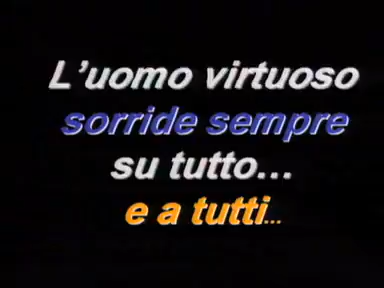 L'uomo virtuoso
sorride sempre
su tutto...
e a tutti...